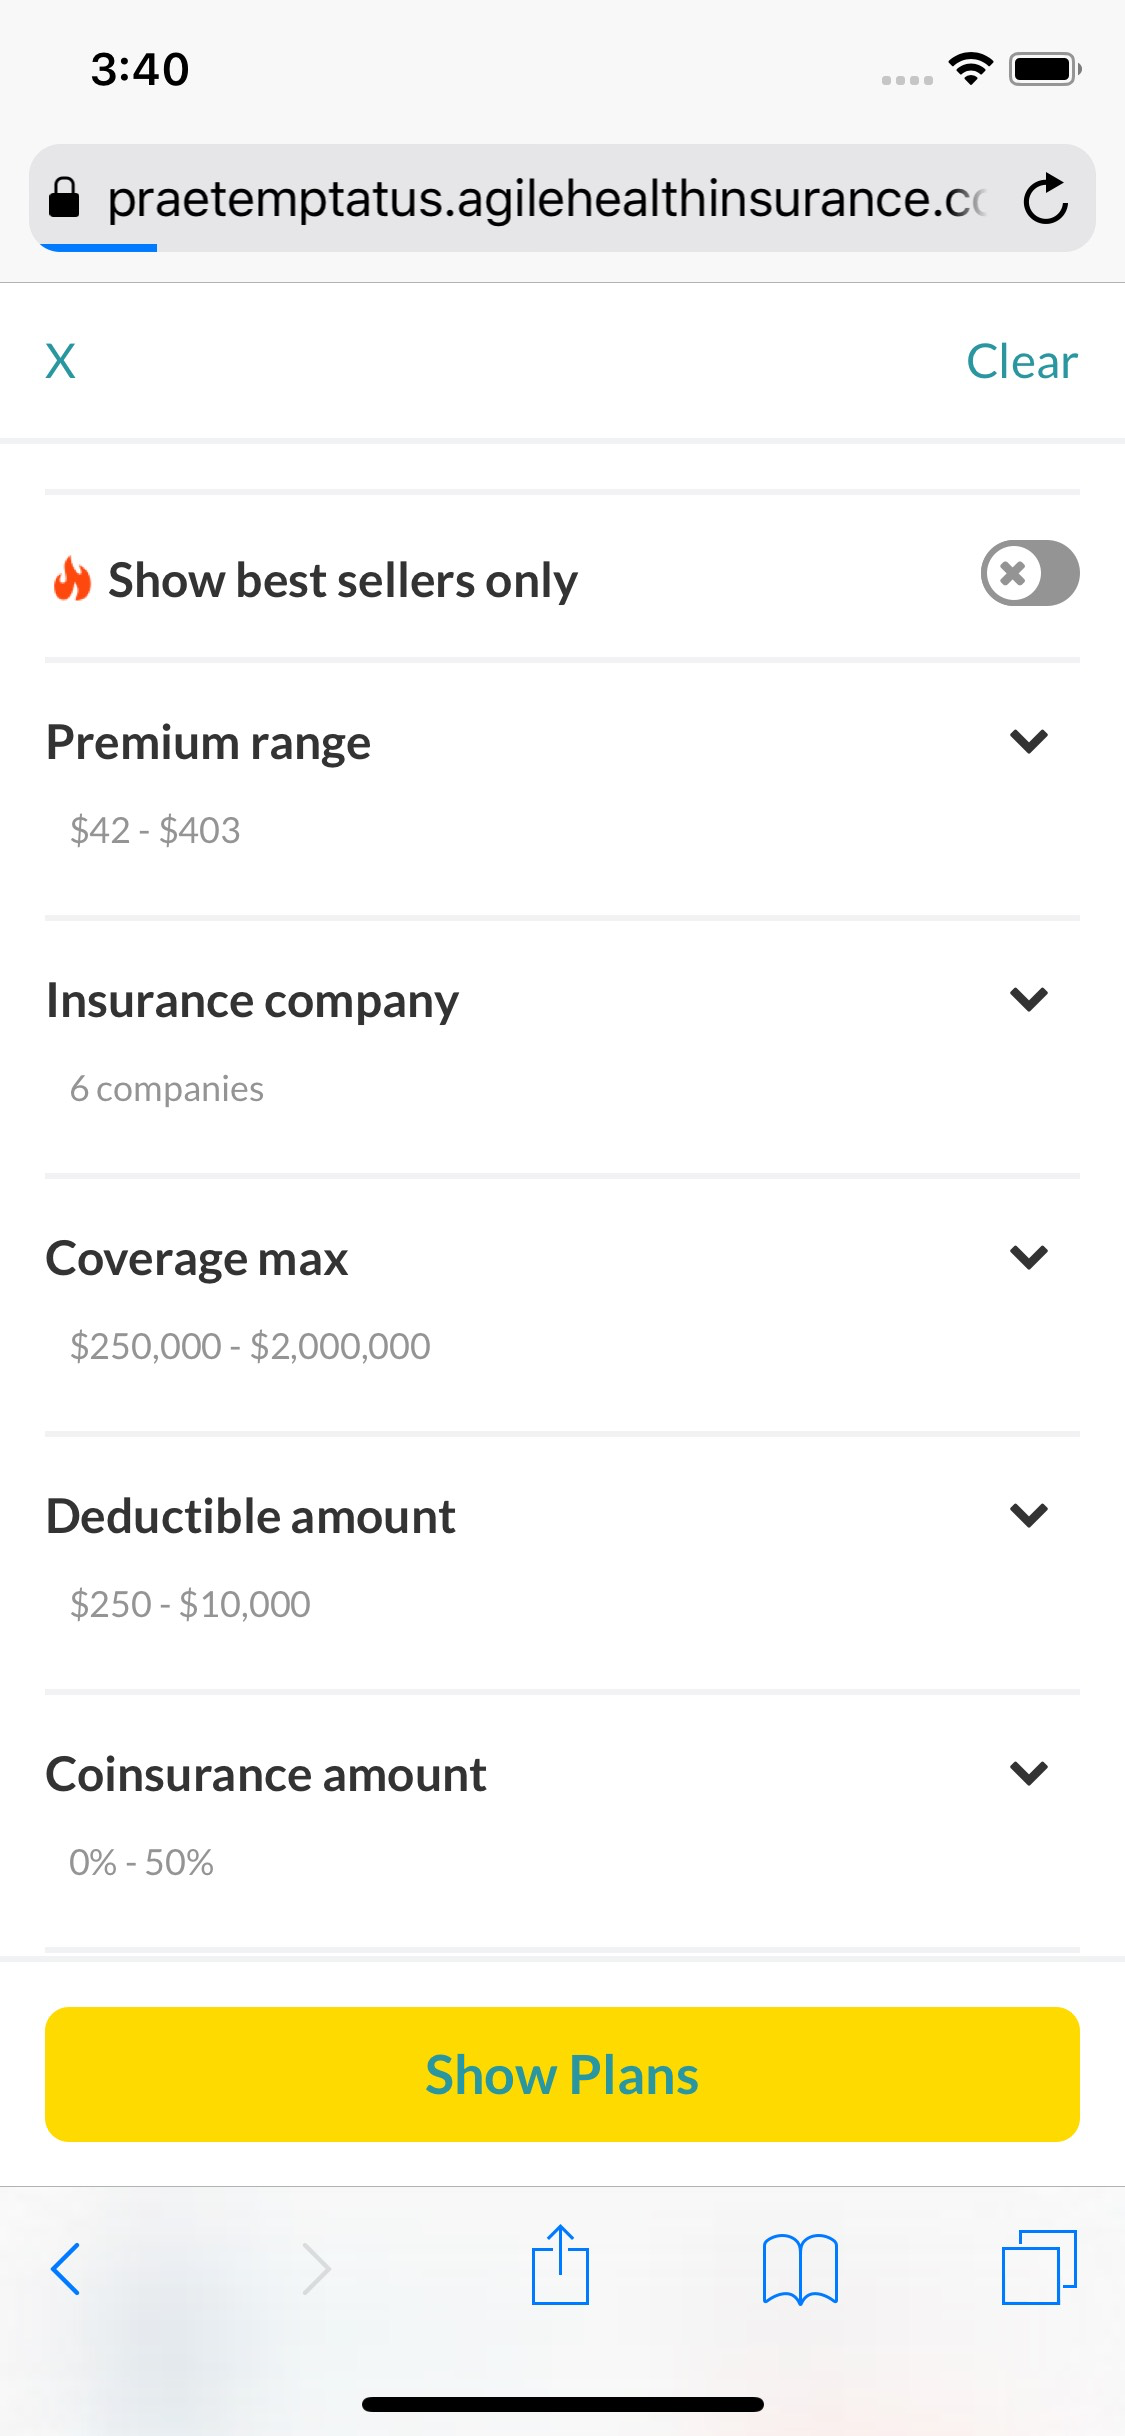 3:40
praetemptatus.agilehealthinsurance.c
X
Clear
Show best sellers only
Premium range
$42 - $403
Insurance company
6 companies
Coverage max
$250,000 - $2,000,000
Deductible amount
$250 - $10,000
Coinsurance amount
0% - 50%
Show Plans